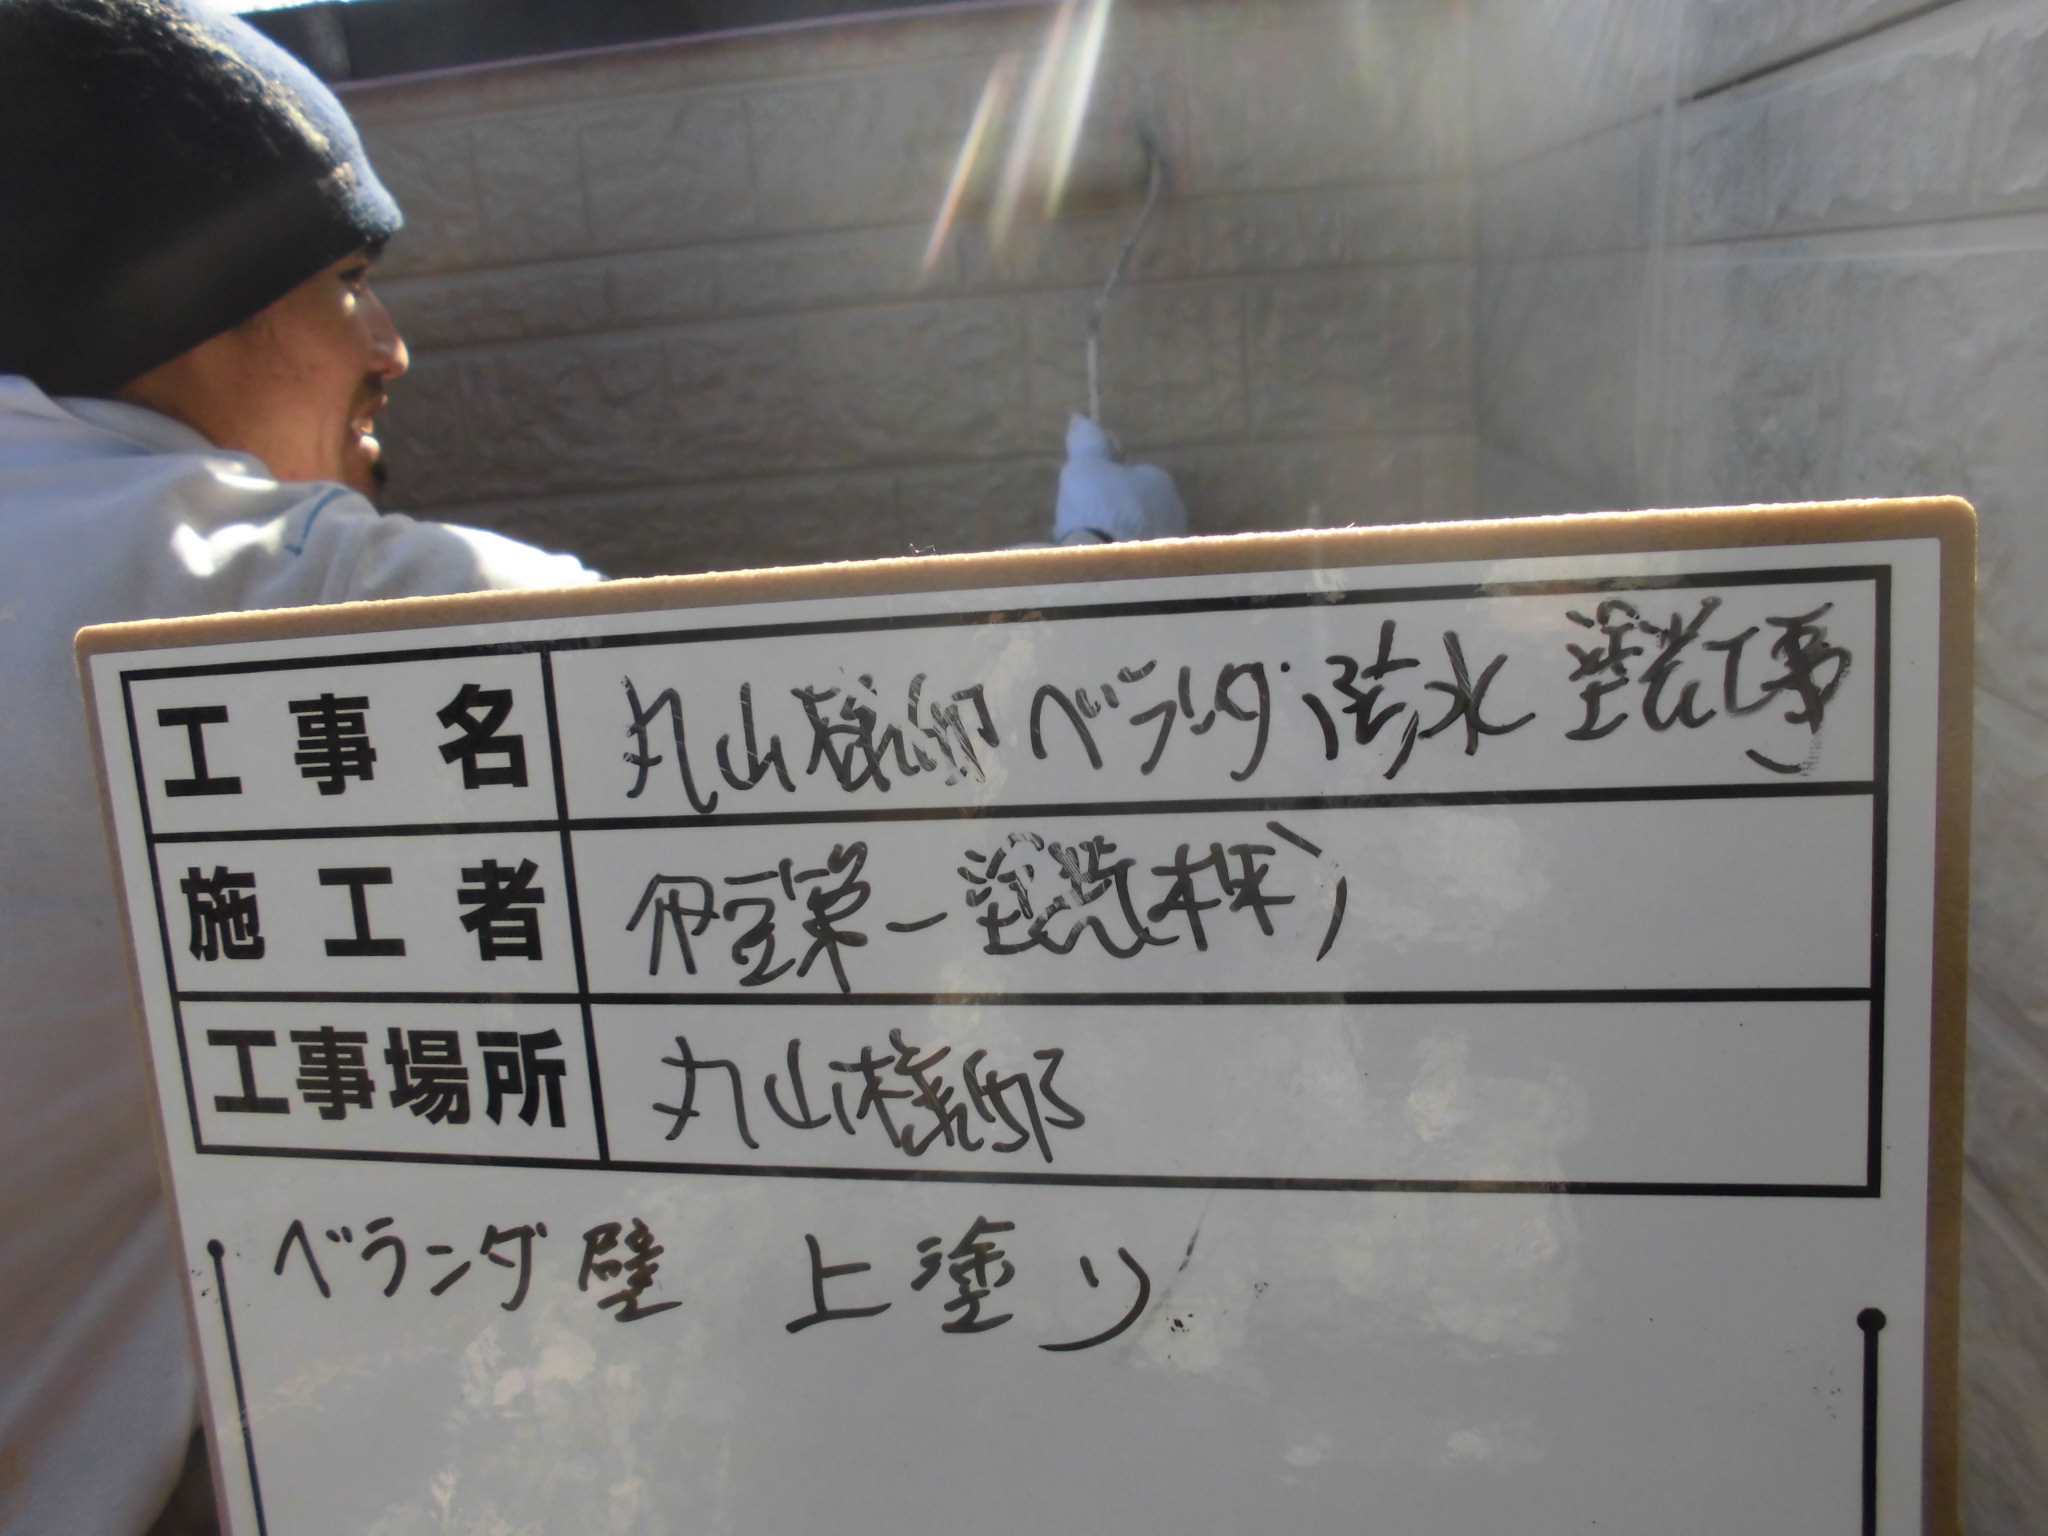 工事名 丸山様邸 ベランダ防水 塗装工事
施工者 伊豆第一塗装(株)
工事場所 丸山様邸
ベランダ壁 上塗り